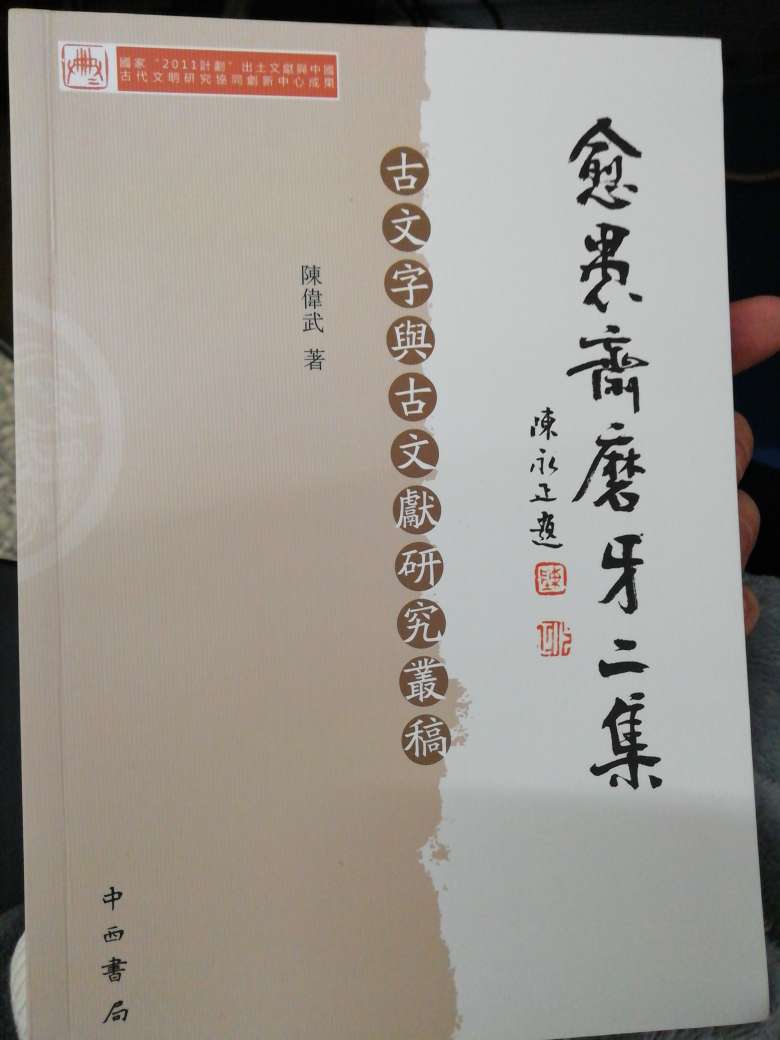 國家“2011計劃”出土文獻與中國
古代文明研究協同創新中心成果
愈愚齋磨牙二集
陳永正題
古文字與古文獻研究叢稿
陳偉武 著
中西書局